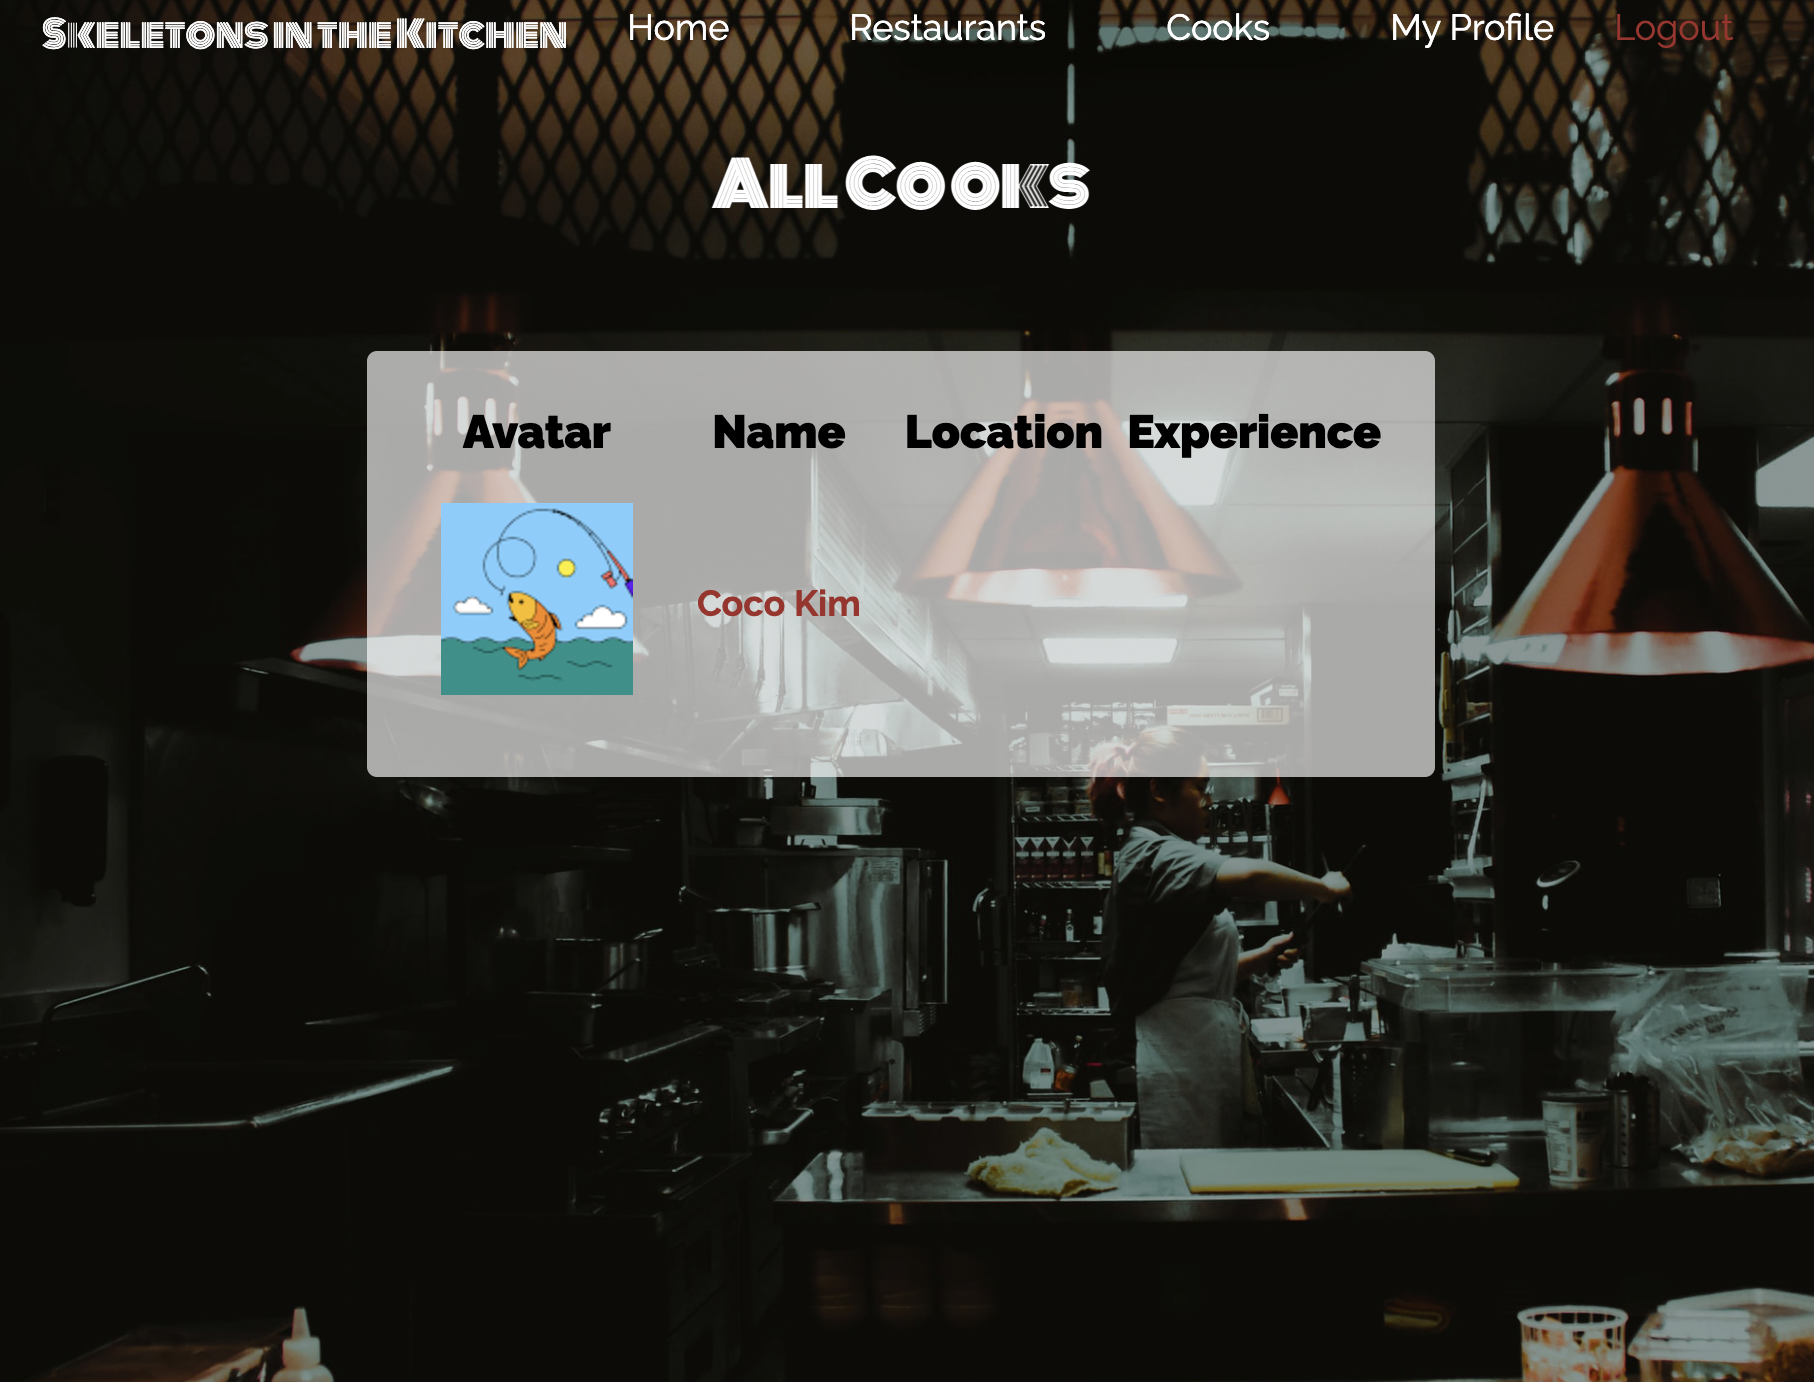 Skeletons in the Kitchen Home Restaurants Cooks My Profile Logout
All Cooks
Avatar Name Location Experience
Coco Kim